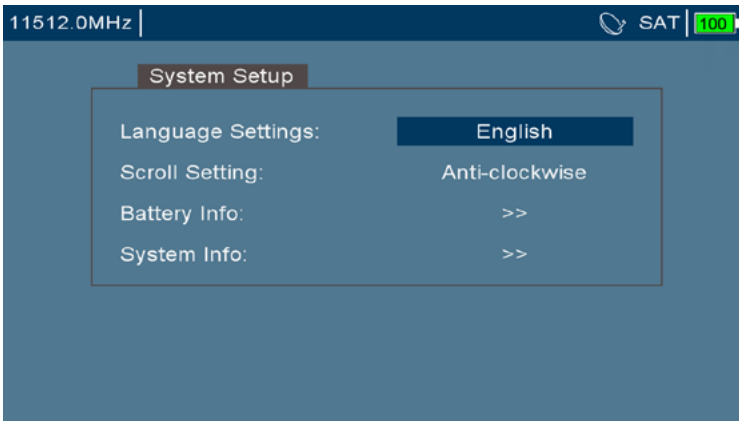 11512.0MHz SAT 100
System Setup
Language Settings: English
Scroll Setting: Anti-clockwise
Battery Info: >>
System Info: >>